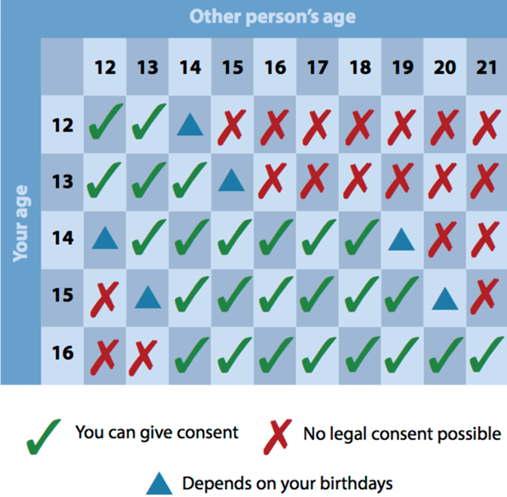 Other person's age
12 13 14 15 16 17 18 19 20 21
Your age
12
13
14
15
16
You can give consent
No legal consent possible
Depends on your birthdays